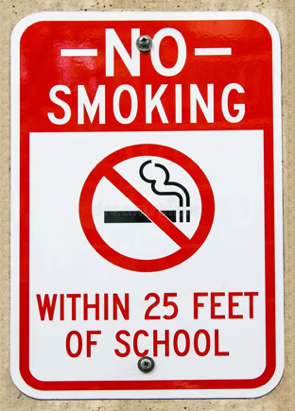 -NO-
SMOKING
WITHIN 25 FEET
OF SCHOOL